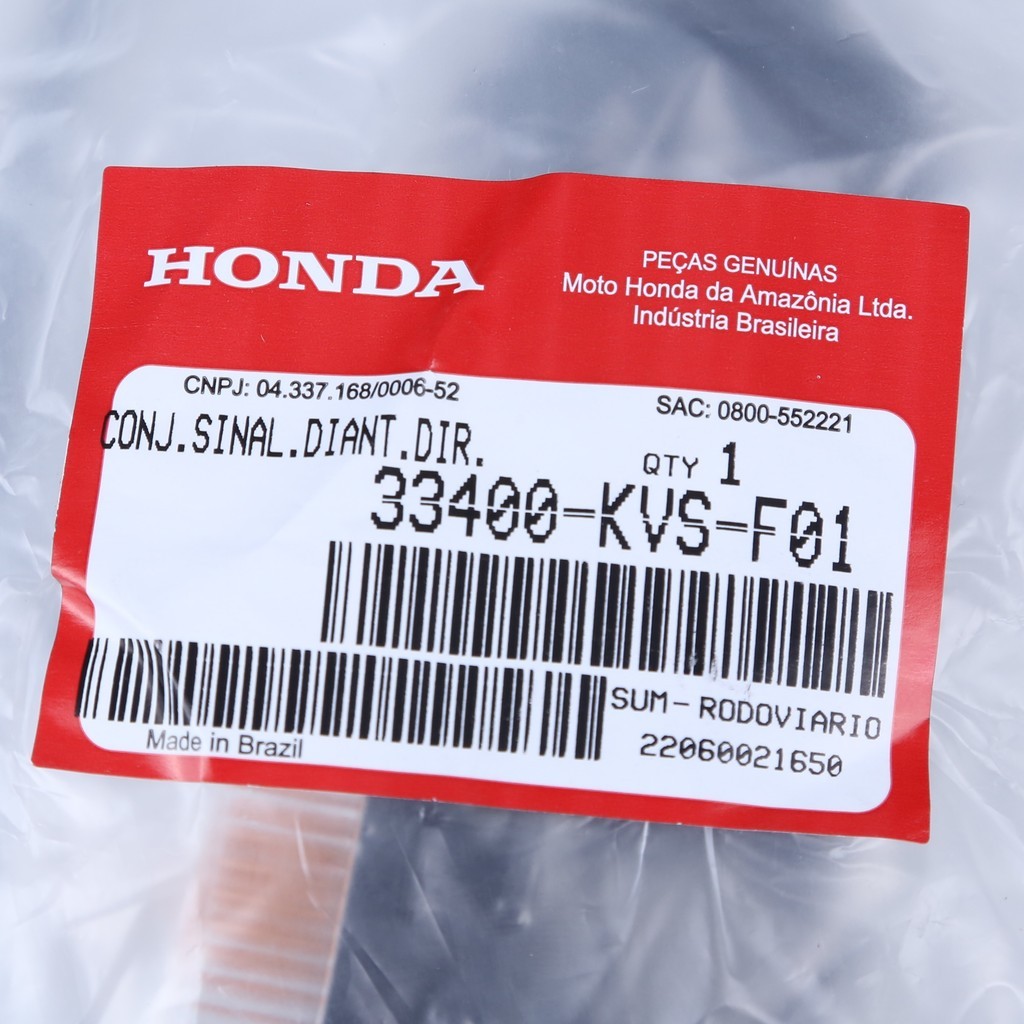 HONDA
PEÇAS GENUÍNAS
Moto Honda da Amazônia Ltda.
Indústria Brasileira
CNPJ: 04.337.168/0006-52
SAC: 0800-552221
CONJ.SINAL.DIANT.DIR.
QTY 1
33400-KVS-F01
SUM-RODOVIARIO
22060021650
Made in Brazil